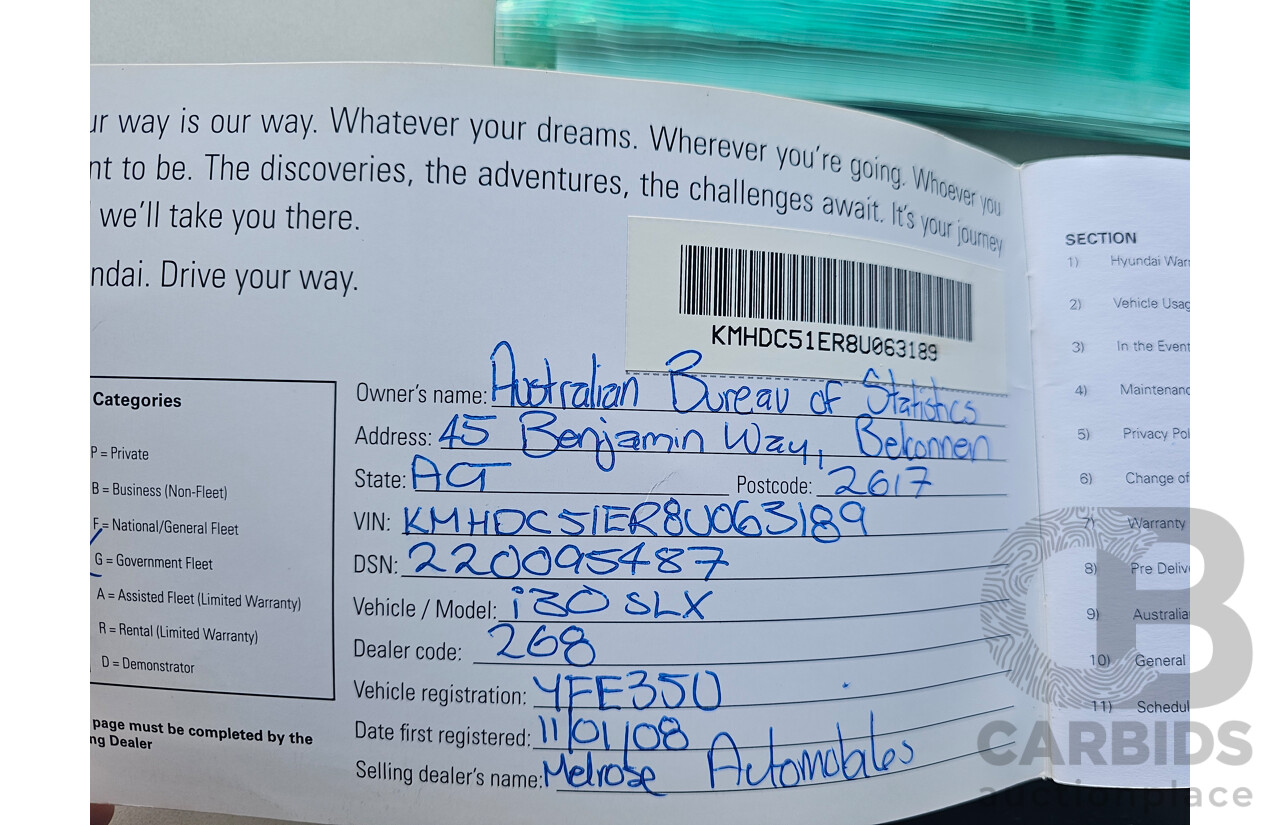 ur way is our way. Whatever your dreams. Wherever you're going. Whoever you
nt to be. The discoveries, the adventures, the challenges await. It's your journey
we'll take you there.
ndai. Drive your way.
KMHDC51ER8U063189
Categories
P = Private
B = Business (Non-Fleet)
F = National/General Fleet
G = Government Fleet
A = Assisted Fleet (Limited Warranty)
R = Rental (Limited Warranty)
D = Demonstrator
page must be completed by the
ng Dealer
Owner's name: Australian Bureau of Statistics
Address: 45 Benjamin Way, Belconnen
State: ACT Postcode: 2617
VIN: KMHDC51ER8U063189
DSN: 220095487
Vehicle / Model: i30 SLX
Dealer code: 268
Vehicle registration: YFE35U
Date first registered: 11/01/08
Selling dealer's name: Melrose Automobiles
SECTION
1) Hyundai War
2) Vehicle Usag
3) In the Event
4) Maintenanc
5) Privacy Pol
6) Change of
7) Warranty
8) Pre Deliv
9) Australia
10) General
11) Schedul
CB
CARBIDS
auction.place